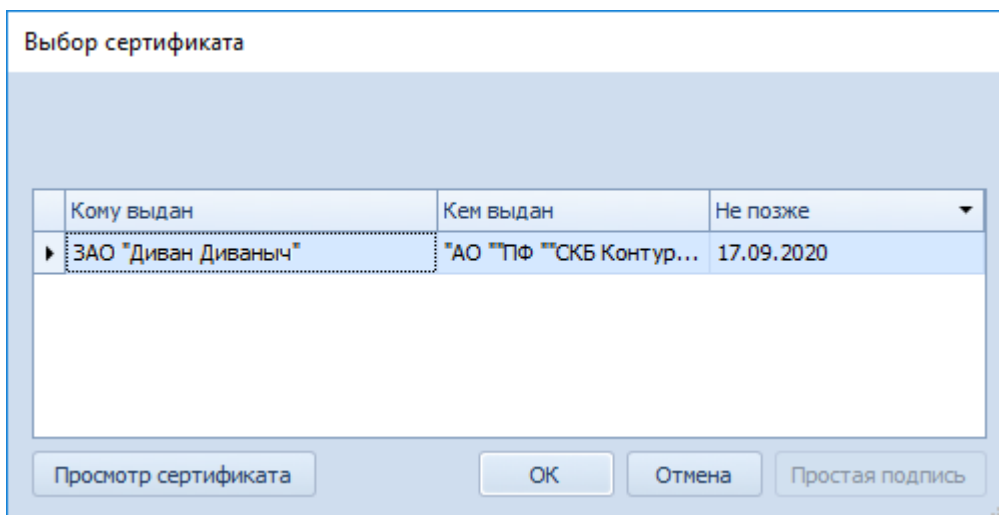 Выбор сертификата
Кому выдан Кем выдан Не позже
ЗАО "Диван Диваныч" "АО ""ПФ ""СКБ Контур... 17.09.2020
Просмотр сертификата ОК Отмена Простая подпись